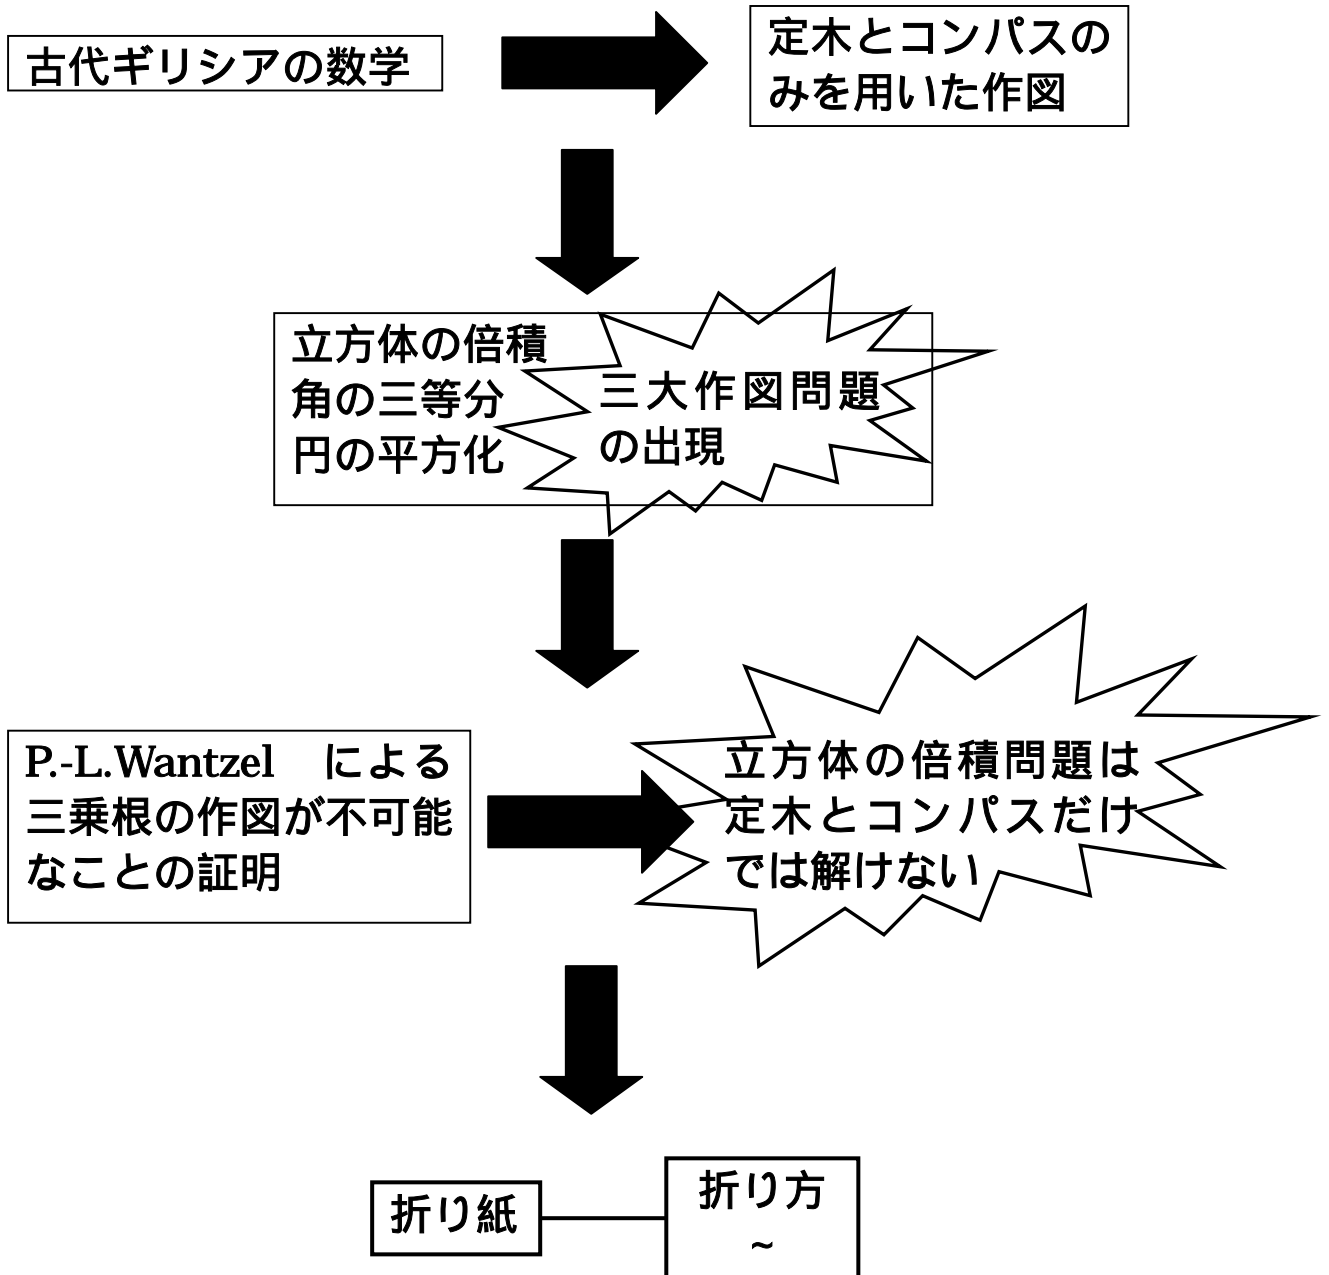 古代ギリシアの数学
定木とコンパスの
みを用いた作図
立方体の倍積
角の三等分
円の平方化
三大作図問題
の出現
P.-L.Wantzel　による
三乗根の作図が不可能
なことの証明
立方体の倍積問題は
定木とコンパスだけ
では解けない
折り紙
折り方
~